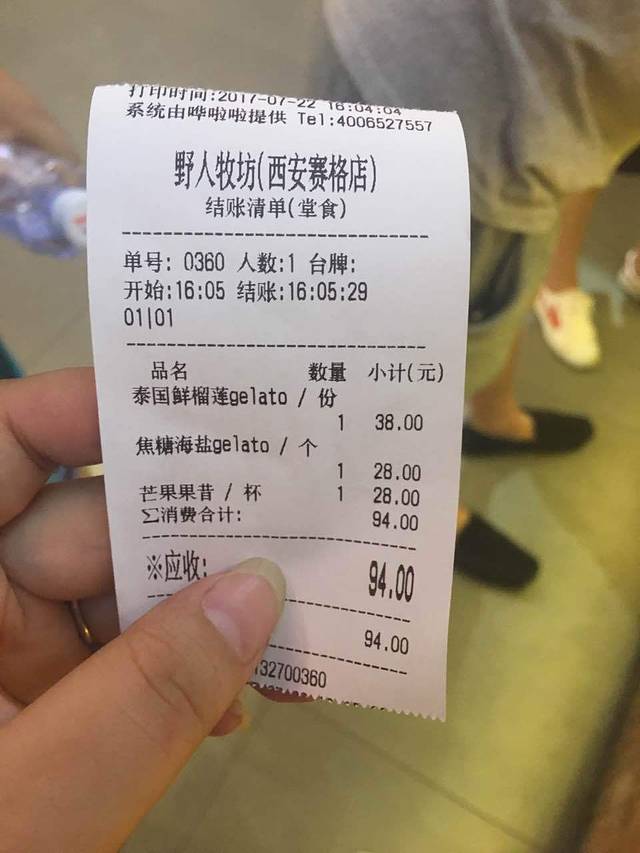 打印时间:2017-07-22 16:04:04
系统由哗啦啦提供 Tel:4006527557
野人牧坊(西安赛格店)
结账清单(堂食)
单号: 0360 人数:1 台牌:
开始:16:05 结账:16:05:29
01|01
品名 数量 小计(元)
泰国鲜榴莲gelato / 份
1 38.00
焦糖海盐gelato / 个
1 28.00
芒果果昔 / 杯 1 28.00
∑消费合计: 94.00
※应收: 94.00
94.00
132700360